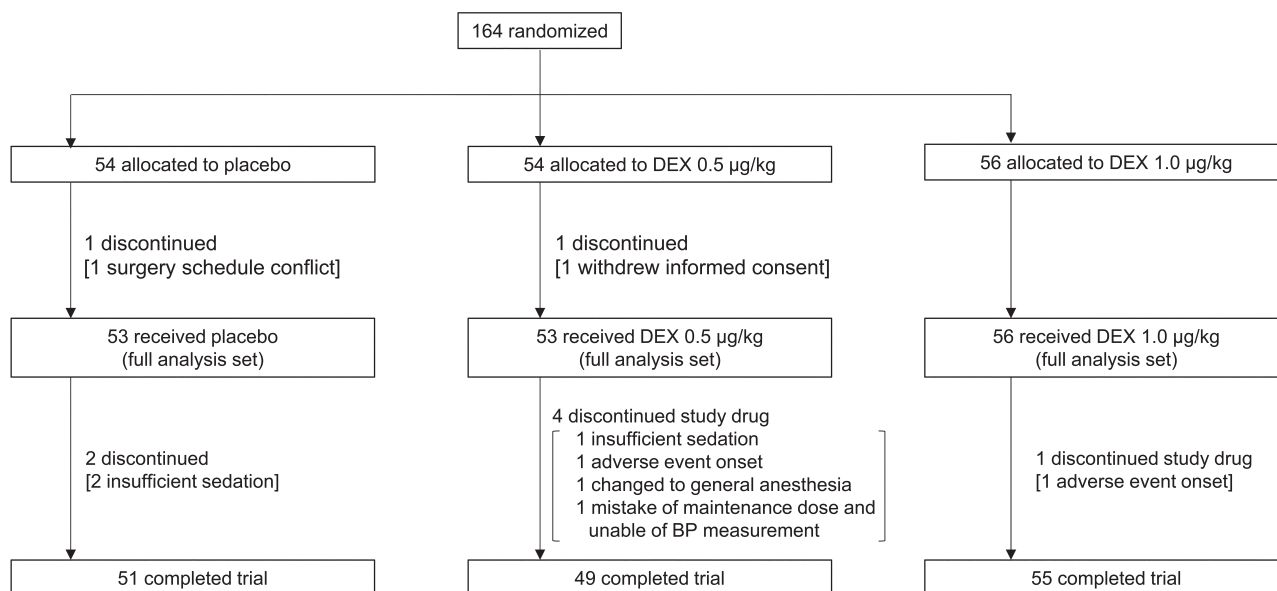 164 randomized
54 allocated to placebo
54 allocated to DEX 0.5 µg/kg
56 allocated to DEX 1.0 µg/kg
1 discontinued
[1 surgery schedule conflict]
1 discontinued
[1 withdrew informed consent]
53 received placebo
(full analysis set)
53 received DEX 0.5 µg/kg
(full analysis set)
56 received DEX 1.0 µg/kg
(full analysis set)
2 discontinued
[2 insufficient sedation]
4 discontinued study drug
1 insufficient sedation
1 adverse event onset
1 changed to general anesthesia
1 mistake of maintenance dose and
unable of BP measurement
1 discontinued study drug
[1 adverse event onset]
51 completed trial
49 completed trial
55 completed trial